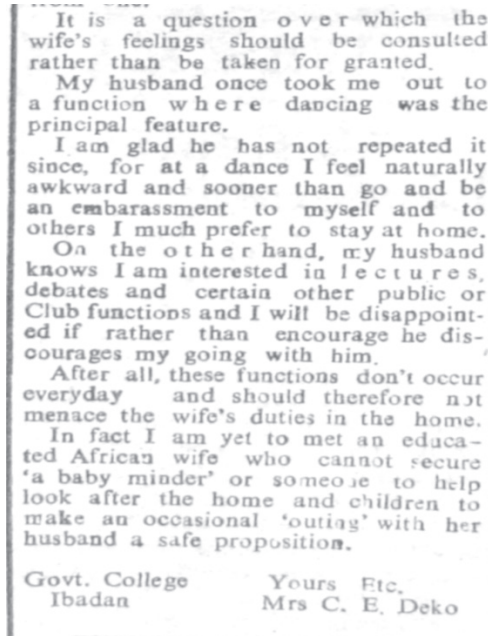 It is a question over which the
wife's feelings should be consulted
rather than be taken for granted.
My husband once took me out to
a function where dancing was the
principal feature.
I am glad he has not repeated it
since, for at a dance I feel naturally
awkward and sooner than go and be
an embarassment to myself and to
others I much prefer to stay at home.
On the other hand, my husband
knows I am interested in lectures,
debates and certain other public or
Club functions and I will be disappoint-
ed if rather than encourage he dis-
courages my going with him.
After all, these functions don't occur
everyday and should therefore not
menace the wife's duties in the home.
In fact I am yet to met an educa-
ted African wife who cannot secure
'a baby minder' or someone to help
look after the home and children to
make an occasional 'outing' with her
husband a safe proposition.
Govt. College Yours Etc.
Ibadan Mrs C. E. Deko